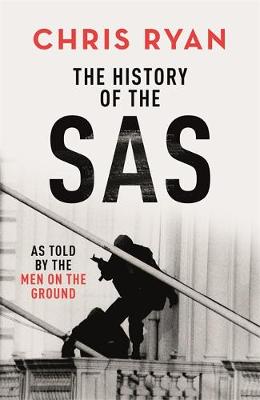 CHRIS RYAN
THE HISTORY
OF THE
SAS
AS TOLD
BY THE
MEN ON THE
GROUND